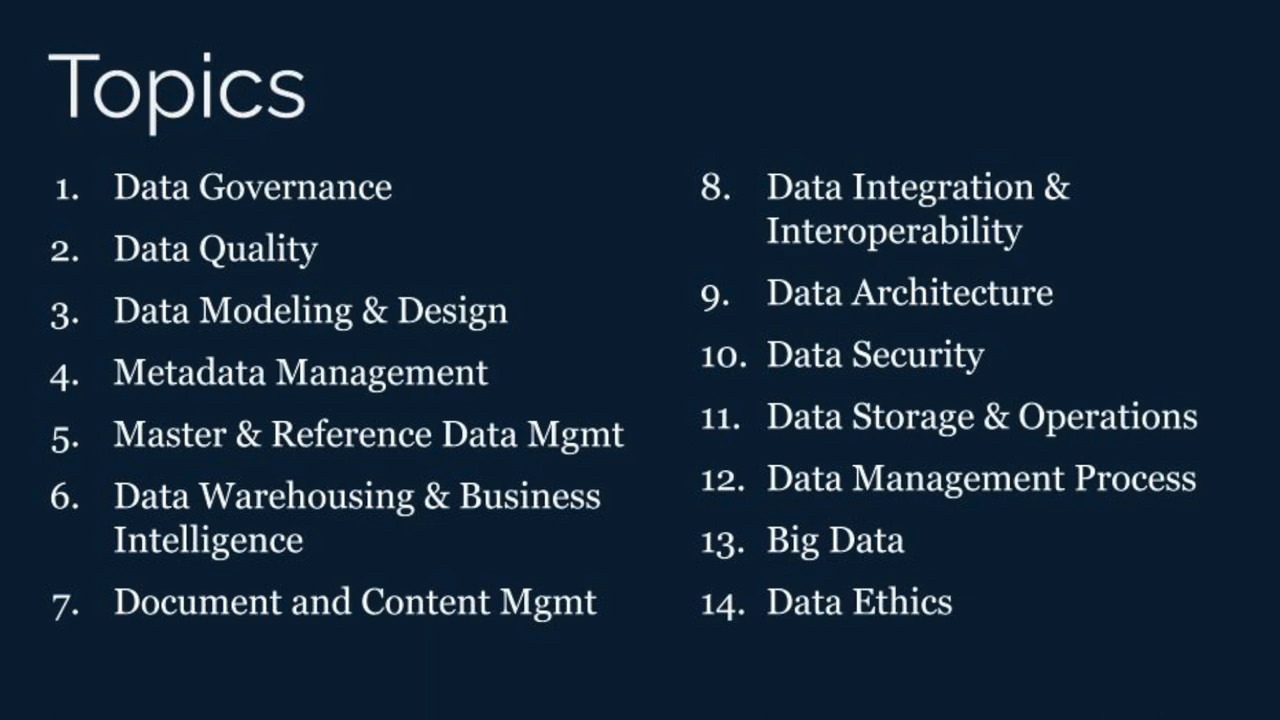 Topics
1. Data Governance
2. Data Quality
3. Data Modeling & Design
4. Metadata Management
5. Master & Reference Data Mgmt
6. Data Warehousing & Business
Intelligence
7. Document and Content Mgmt
8. Data Integration &
Interoperability
9. Data Architecture
10. Data Security
11. Data Storage & Operations
12. Data Management Process
13. Big Data
14. Data Ethics